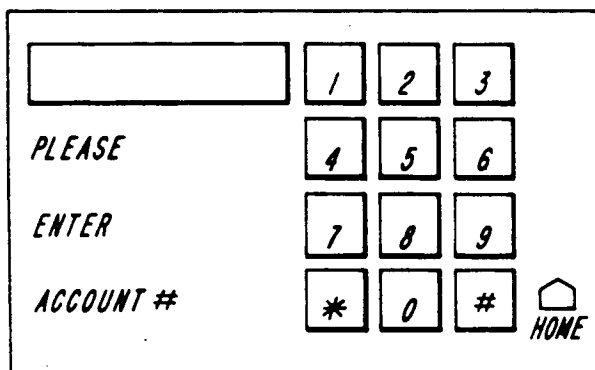 1 2 3
PLEASE 4 5 6
ENTER 7 8 9
ACCOUNT # * 0 #
HOME